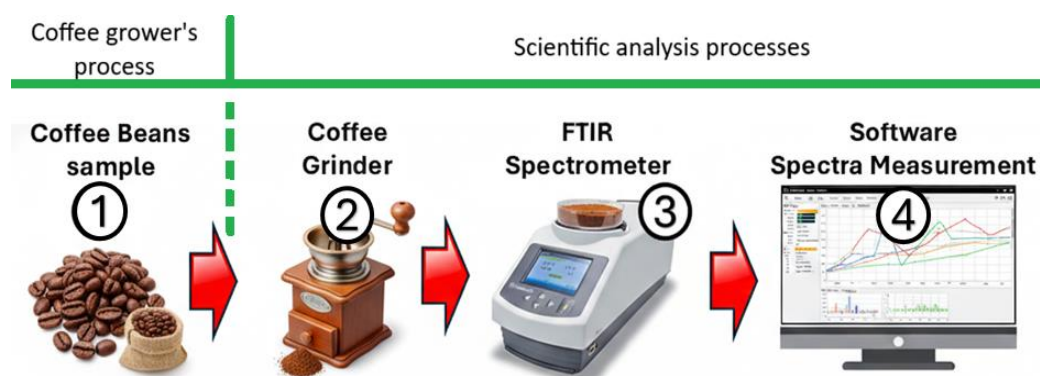 Coffee grower's
process
Scientific analysis processes
Coffee Beans
sample
1
Coffee
Grinder
2
FTIR
Spectrometer
3
Software
Spectra Measurement
4